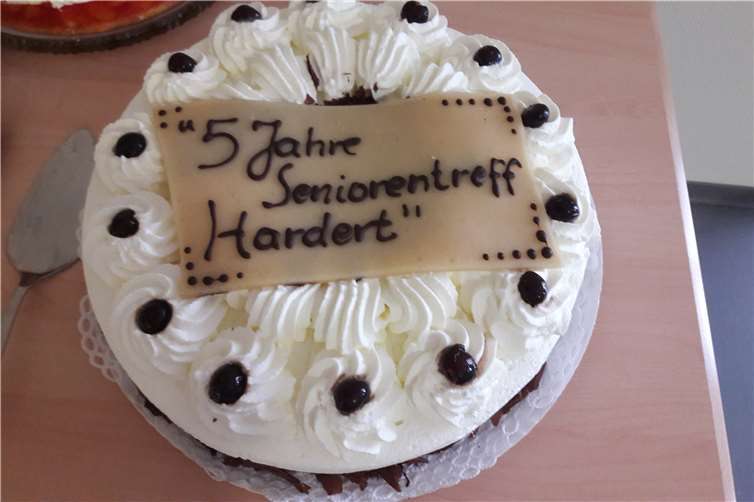 "5 Jahre
Seniorentreff
Hardert"